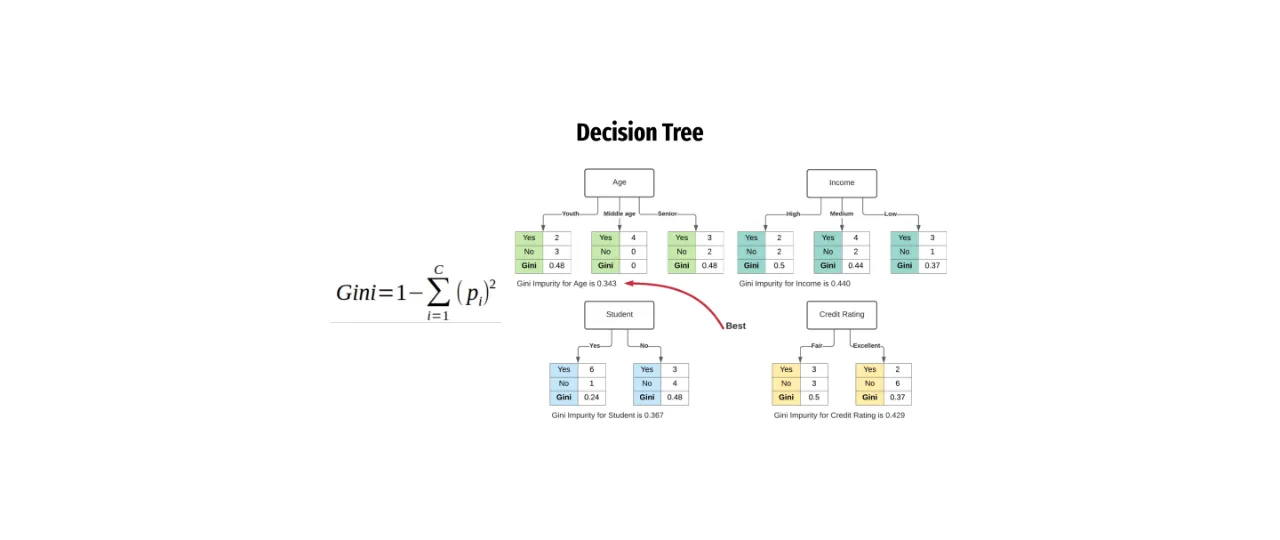 Decision Tree
Gini=1−∑(p_i)^2
C
i=1
Age
Youth Middle age Senior
Yes 2 Yes 4 Yes 3
No 3 No 0 No 2
Gini 0.48 Gini 0 Gini 0.48
Gini Impurity for Age is 0.343
Income
High Medium Low
Yes 2 Yes 4 Yes 3
No 2 No 2 No 1
Gini 0.5 Gini 0.44 Gini 0.37
Gini Impurity for Income is 0.440
Best
Student
Yes No
Yes 6 Yes 3
No 1 No 4
Gini 0.24 Gini 0.48
Gini Impurity for Student is 0.367
Credit Rating
Fair Excellent
Yes 3 Yes 2
No 3 No 6
Gini 0.5 Gini 0.37
Gini Impurity for Credit Rating is 0.429